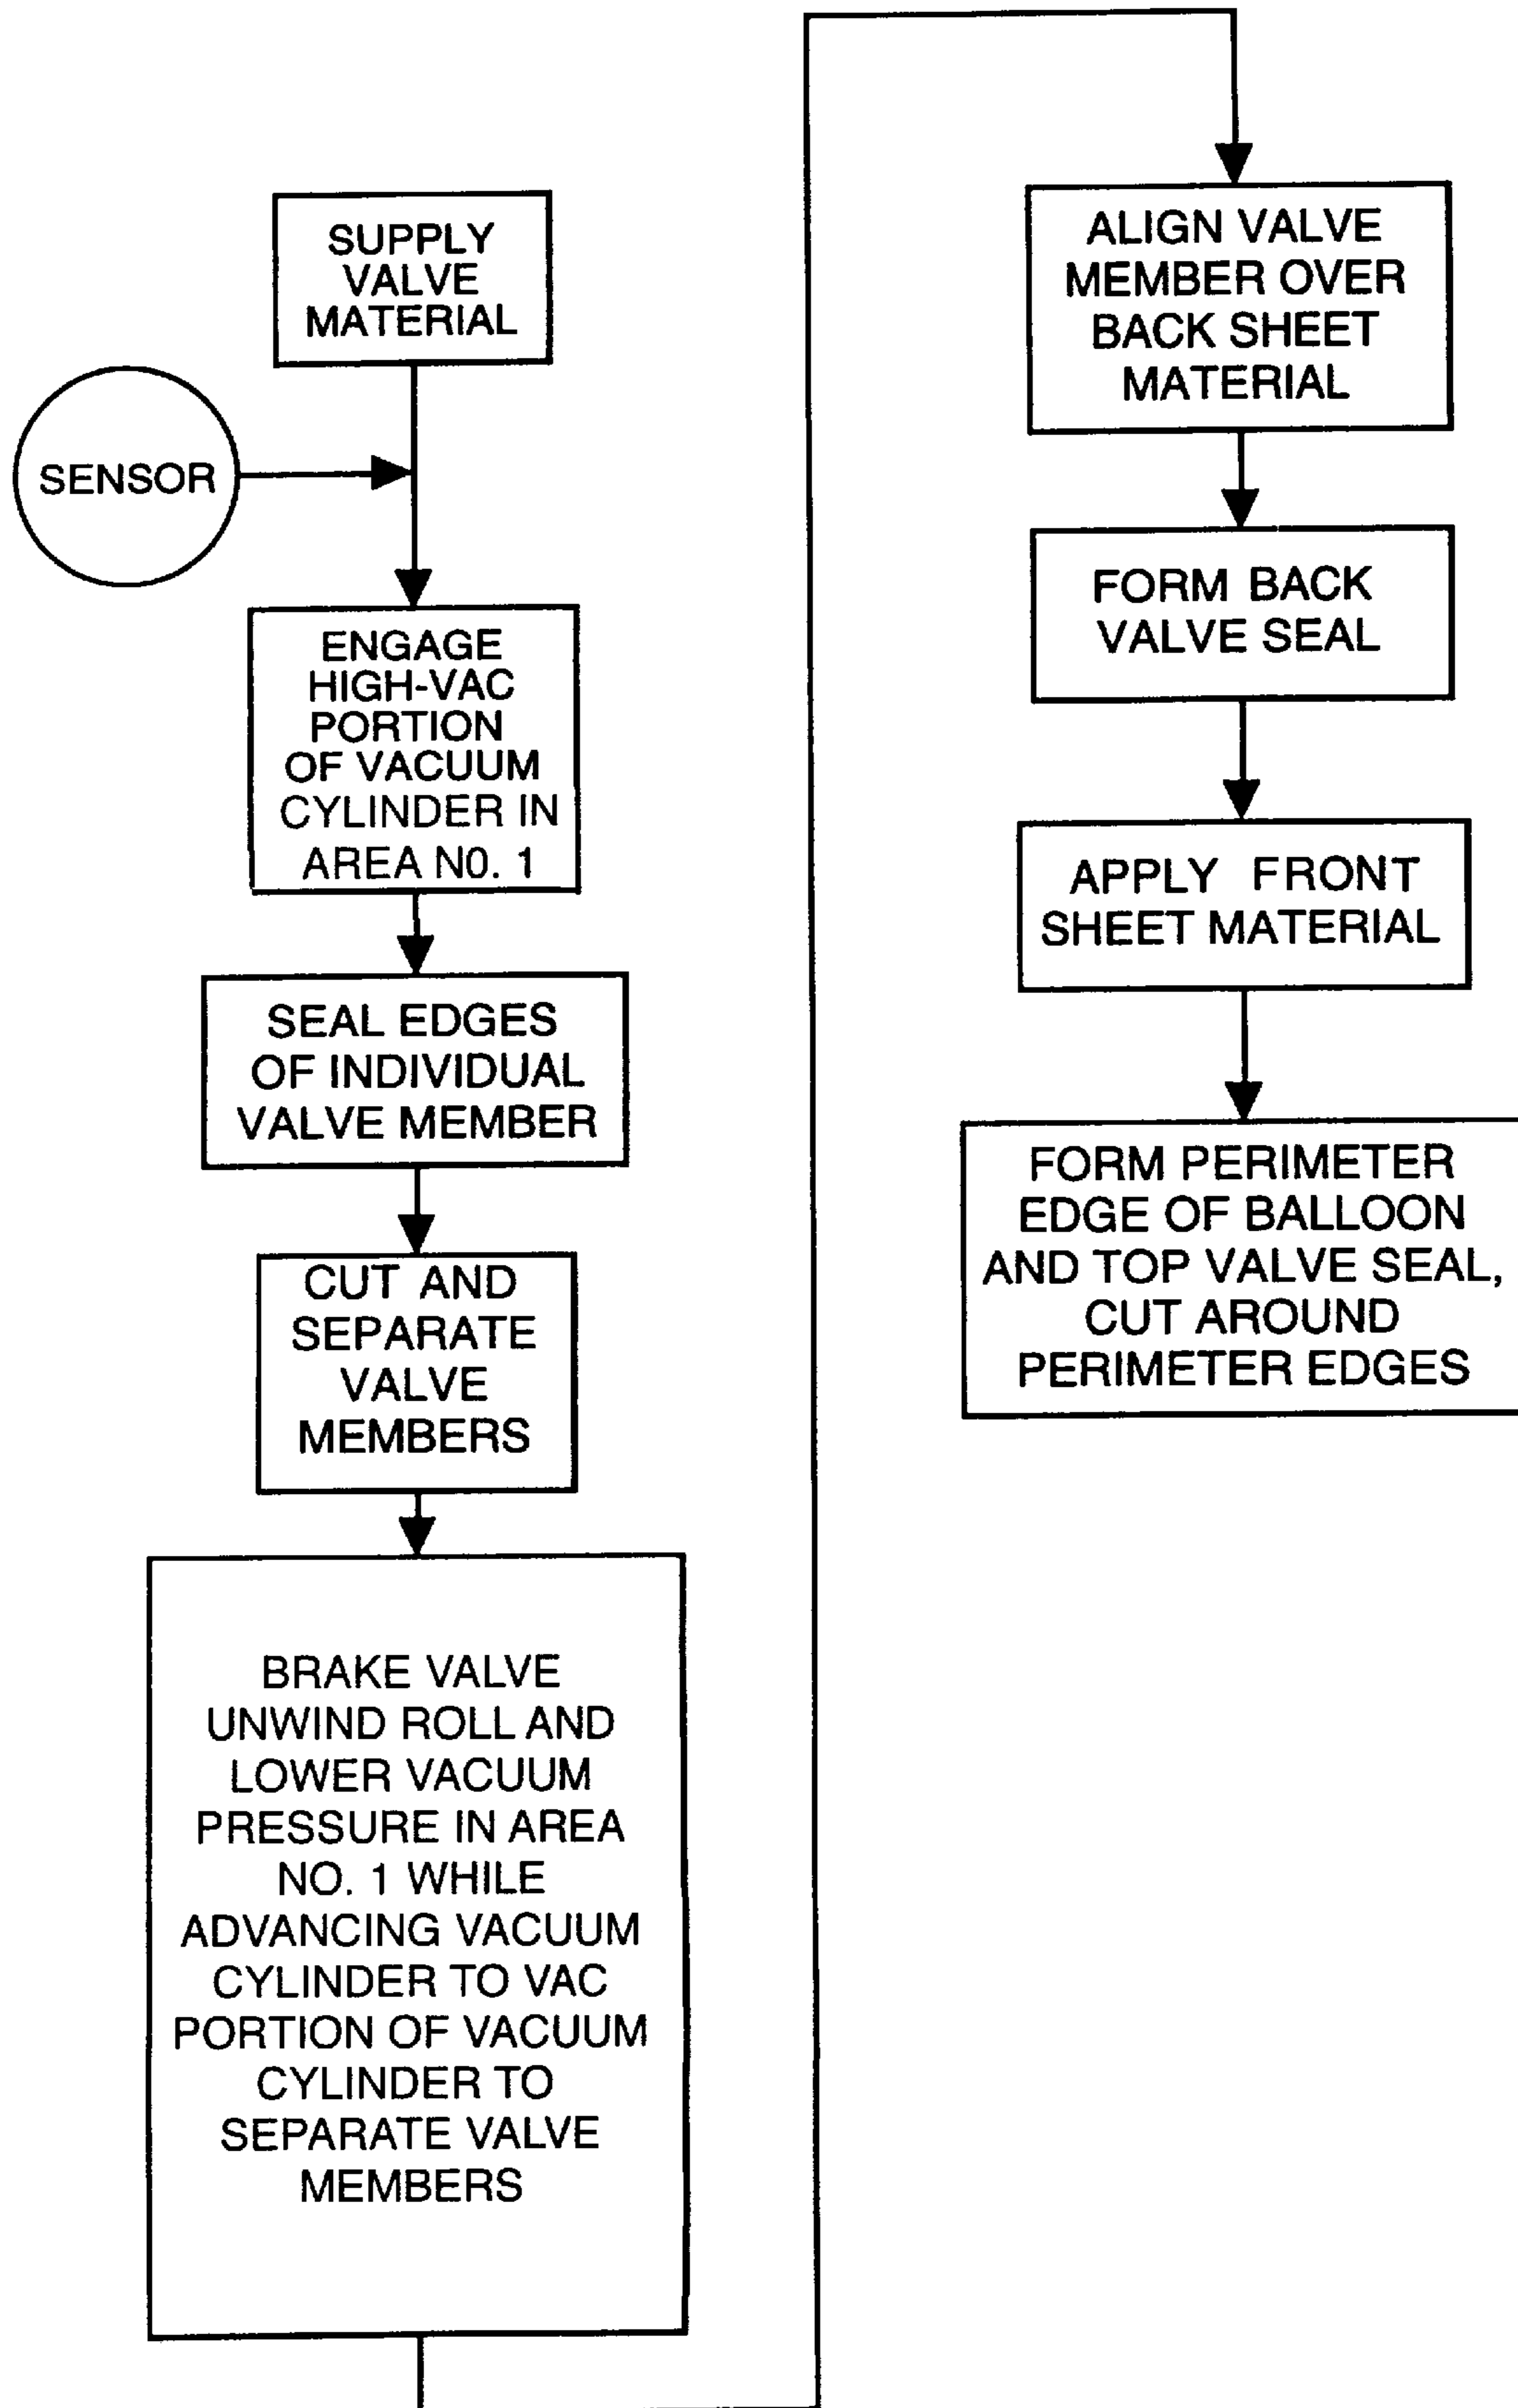 SUPPLY
VALVE
MATERIAL
SENSOR
ENGAGE
HIGH-VAC
PORTION
OF VACUUM
CYLINDER IN
AREA NO. 1
SEAL EDGES
OF INDIVIDUAL
VALVE MEMBER
CUT AND
SEPARATE
VALVE
MEMBERS
BRAKE VALVE
UNWIND ROLL AND
LOWER VACUUM
PRESSURE IN AREA
NO. 1 WHILE
ADVANCING VACUUM
CYLINDER TO VAC
PORTION OF VACUUM
CYLINDER TO
SEPARATE VALVE
MEMBERS
ALIGN VALVE
MEMBER OVER
BACK SHEET
MATERIAL
FORM BACK
VALVE SEAL
APPLY FRONT
SHEET MATERIAL
FORM PERIMETER
EDGE OF BALLOON
AND TOP VALVE SEAL,
CUT AROUND
PERIMETER EDGES